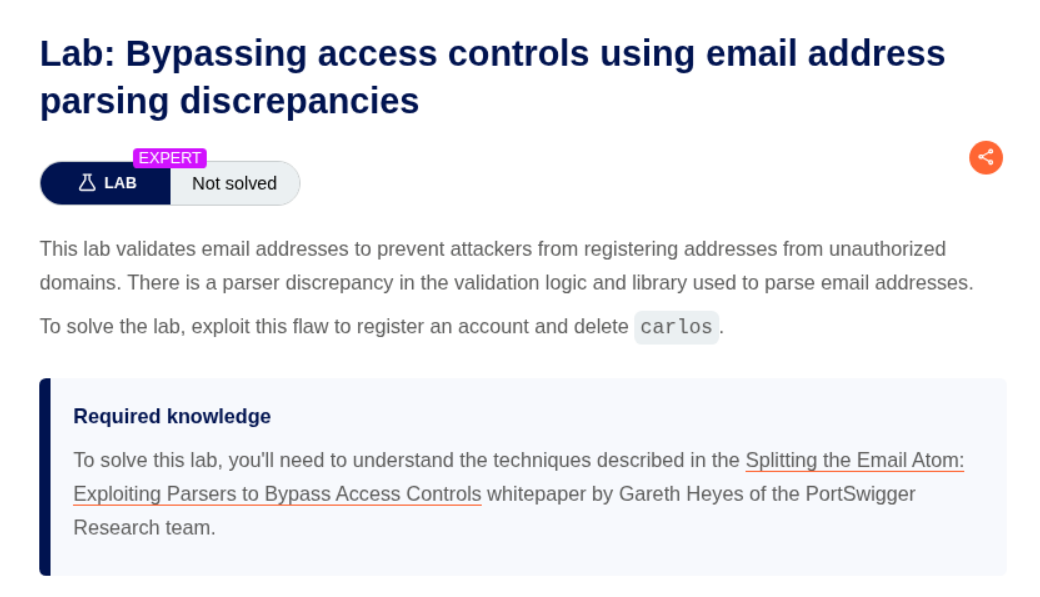 Lab: Bypassing access controls using email address
parsing discrepancies
EXPERT
LAB Not solved
This lab validates email addresses to prevent attackers from registering addresses from unauthorized
domains. There is a parser discrepancy in the validation logic and library used to parse email addresses.
To solve the lab, exploit this flaw to register an account and delete carlos.
Required knowledge
To solve this lab, you'll need to understand the techniques described in the Splitting the Email Atom:
Exploiting Parsers to Bypass Access Controls whitepaper by Gareth Heyes of the PortSwigger
Research team.